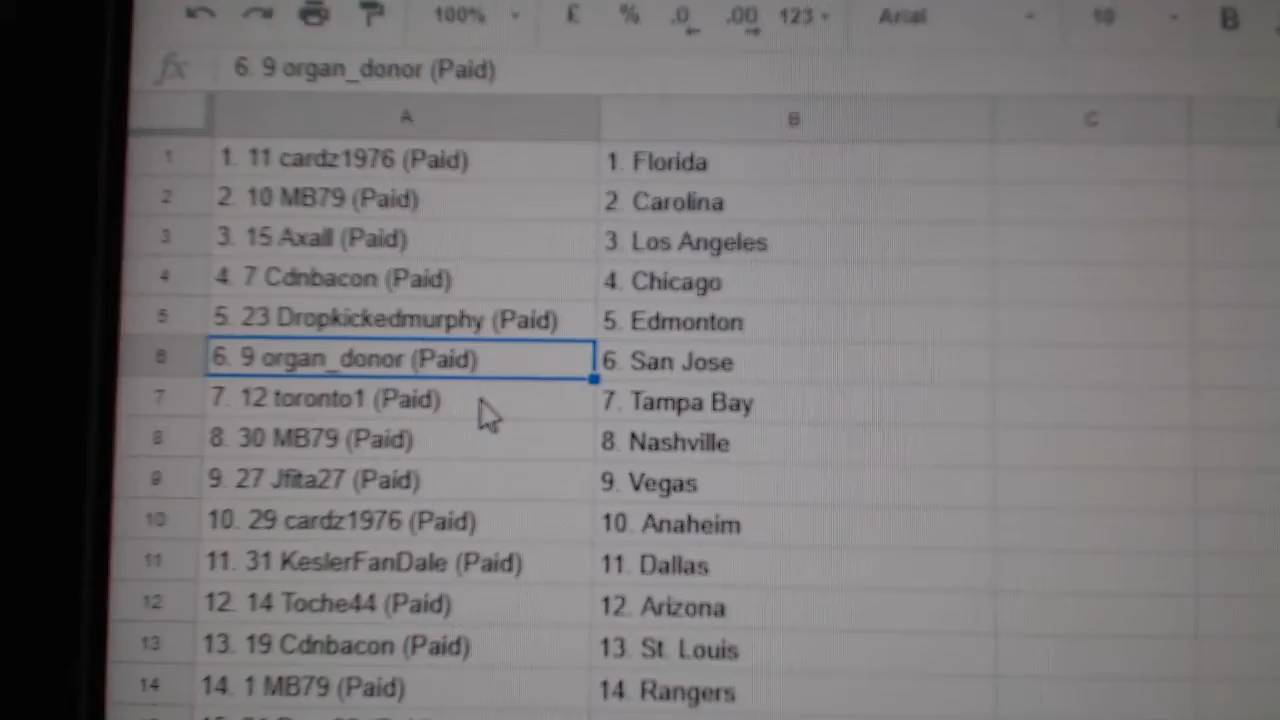 100% £ % .0 .00 123 Arial 10 B
fx 6. 9 organ_donor (Paid)
A B C
1 1. 11 cardz1976 (Paid) 1. Florida
2 2. 10 MB79 (Paid) 2. Carolina
3 3. 15 Axall (Paid) 3. Los Angeles
4 4. 7 Cdnbacon (Paid) 4. Chicago
5 5. 23 Dropkickedmurphy (Paid) 5. Edmonton
6 6. 9 organ_donor (Paid) 6. San Jose
7 7. 12 toronto1 (Paid) 7. Tampa Bay
8 8. 30 MB79 (Paid) 8. Nashville
9 9. 27 Jfita27 (Paid) 9. Vegas
10 10. 29 cardz1976 (Paid) 10. Anaheim
11 11. 31 KeslerFanDale (Paid) 11. Dallas
12 12. 14 Toche44 (Paid) 12. Arizona
13 13. 19 Cdnbacon (Paid) 13. St. Louis
14 14. 1 MB79 (Paid) 14. Rangers